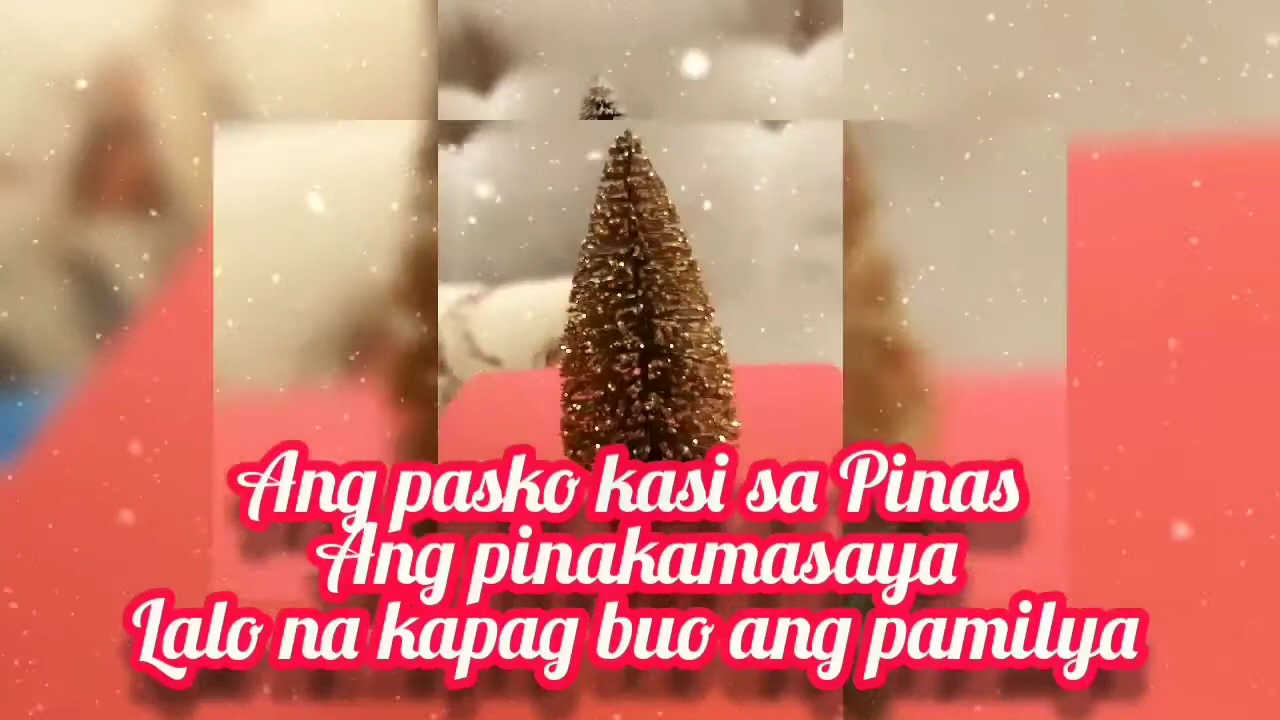 Ang pasko kasi sa Pinas
Ang pinakamasaya
Lalo na kapag buo ang pamilya